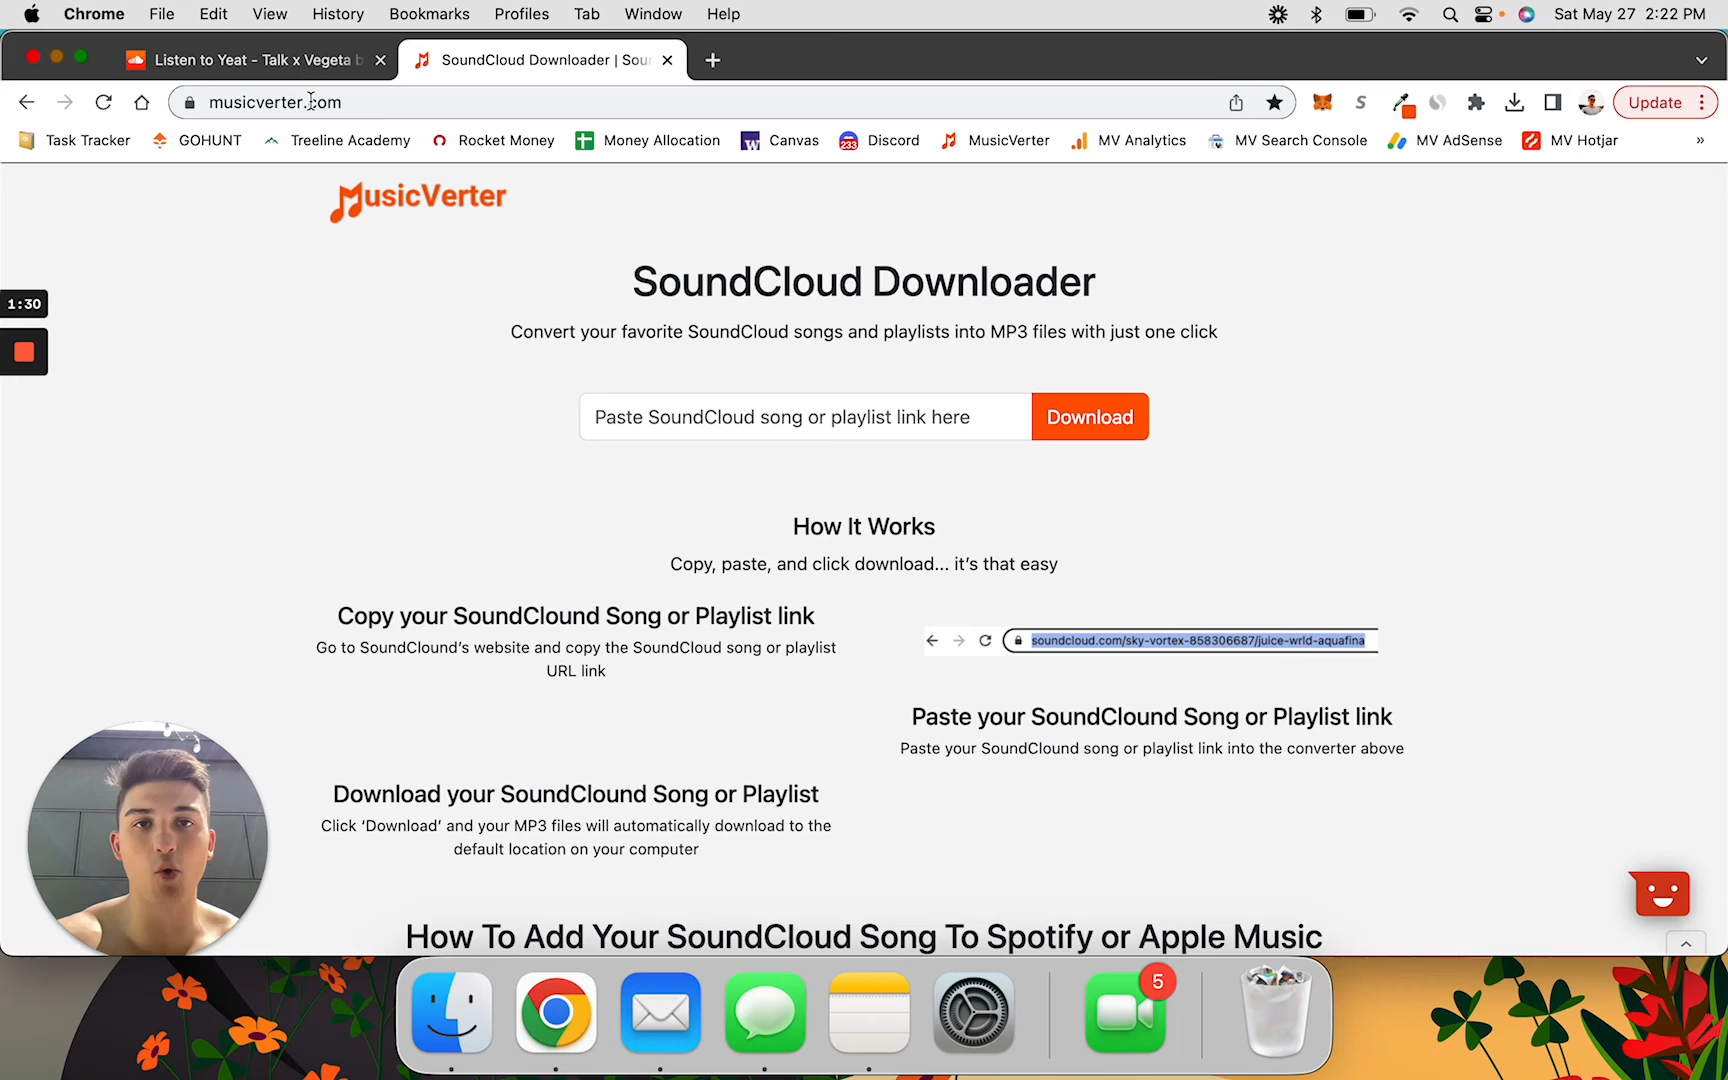 Chrome File Edit View History Bookmarks Profiles Tab Window Help Sat May 27 2:22 PM
Listen to Yeat - Talk x Vegeta b SoundCloud Downloader | Sou
musicverter.com Update
Task Tracker GOHUNT Treeline Academy Rocket Money Money Allocation Canvas 233 Discord MusicVerter MV Analytics MV Search Console MV AdSense MV Hotjar »
MusicVerter
SoundCloud Downloader
1:30
Convert your favorite SoundCloud songs and playlists into MP3 files with just one click
Paste SoundCloud song or playlist link here Download
How It Works
Copy, paste, and click download... it's that easy
Copy your SoundClound Song or Playlist link
Go to SoundClound's website and copy the SoundCloud song or playlist
URL link
soundcloud.com/sky-vortex-858306687/juice-wrld-aquafina
Paste your SoundClound Song or Playlist link
Paste your SoundClound song or playlist link into the converter above
Download your SoundClound Song or Playlist
Click ‘Download’ and your MP3 files will automatically download to the
default location on your computer
How To Add Your SoundCloud Song To Spotify or Apple Music
5